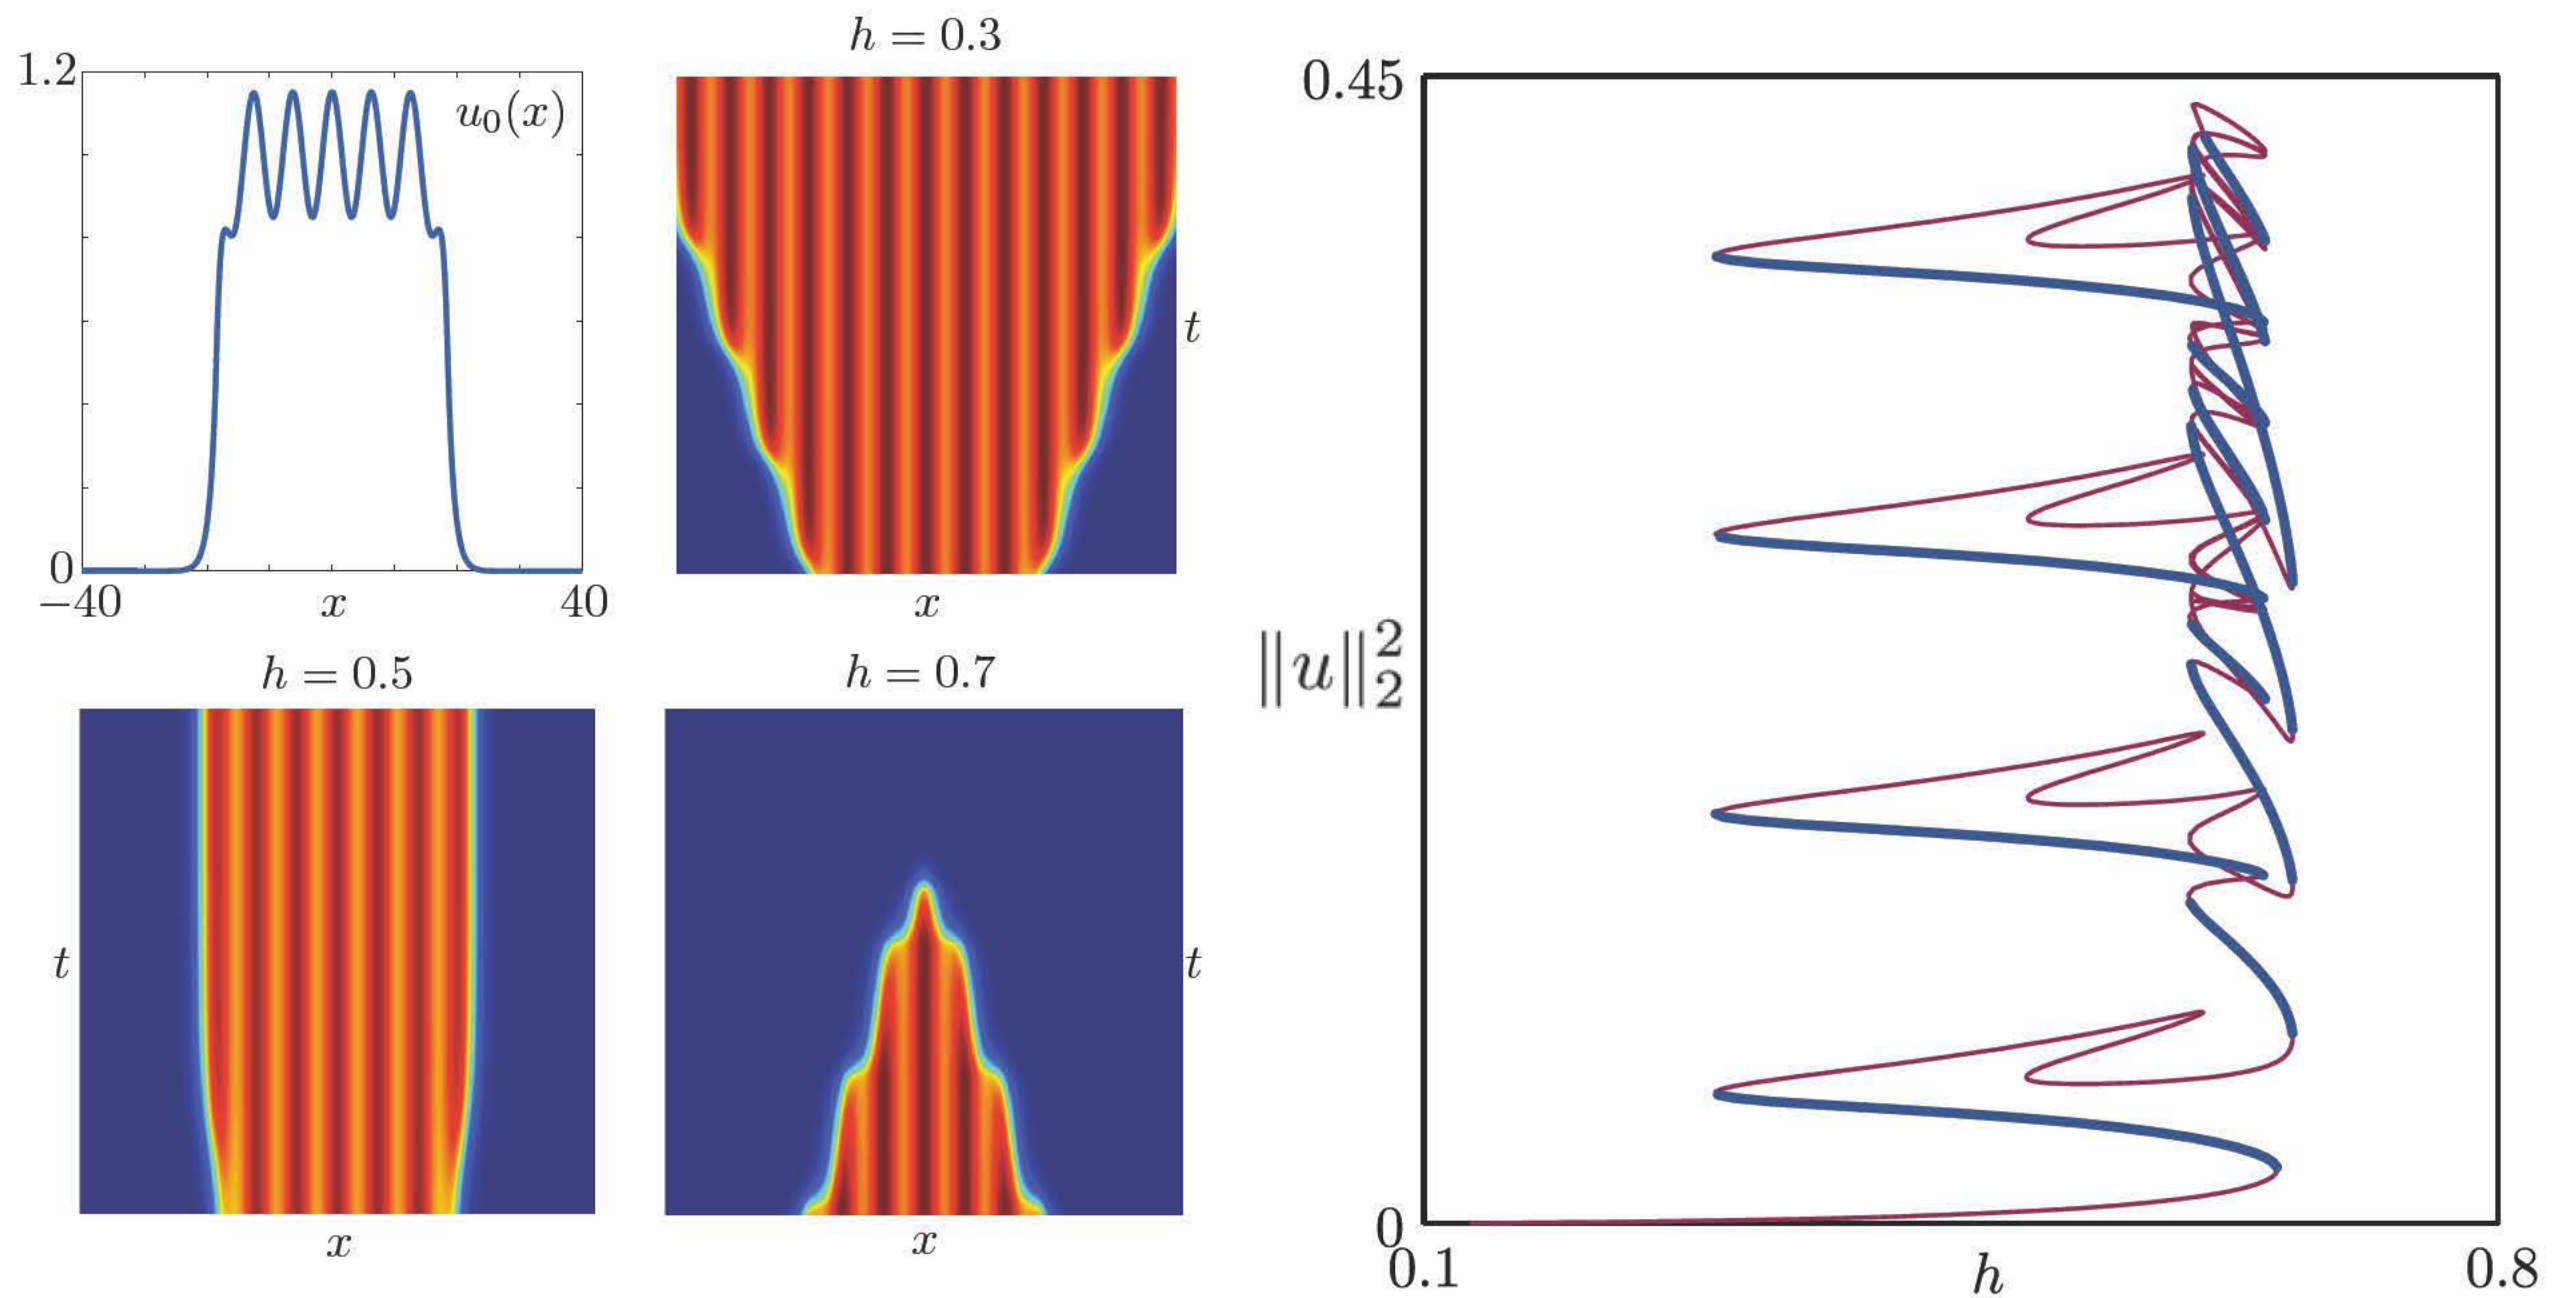 1.2
u₀(x)
0
−40
x
40
h = 0.3
t
x
h = 0.5
t
x
h = 0.7
t
x
0.45
‖u‖₂²
0
0.1
h
0.8